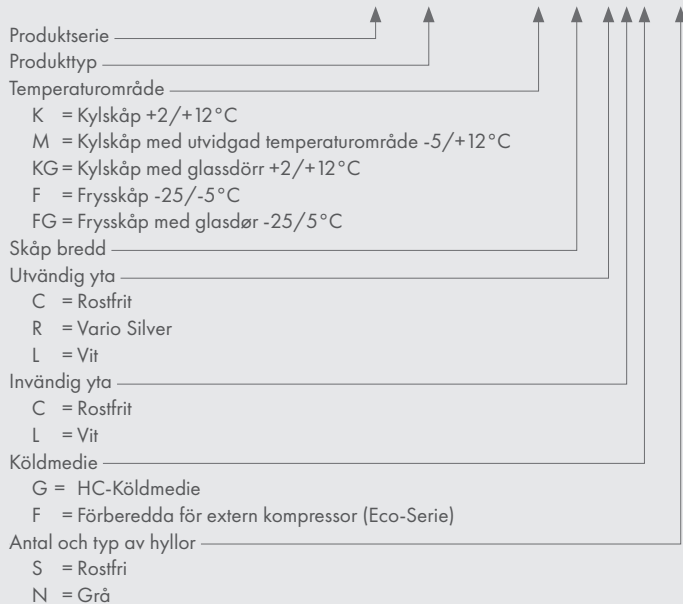 Produktserie
Produkttyp
Temperaturområde
K = Kylskåp +2/+12°C
M = Kylskåp med utvidgad temperaturområde -5/+12°C
KG = Kylskåp med glassdörr +2/+12°C
F = Frysskåp -25/-5°C
FG = Frysskåp med glasdør -25/5°C
Skåp bredd
Utvändig yta
C = Rostfrit
R = Vario Silver
L = Vit
Invändig yta
C = Rostfrit
L = Vit
Köldmedie
G = HC-Köldmedie
F = Förberedda för extern kompressor (Eco-Serie)
Antal och typ av hyllor
S = Rostfri
N = Grå